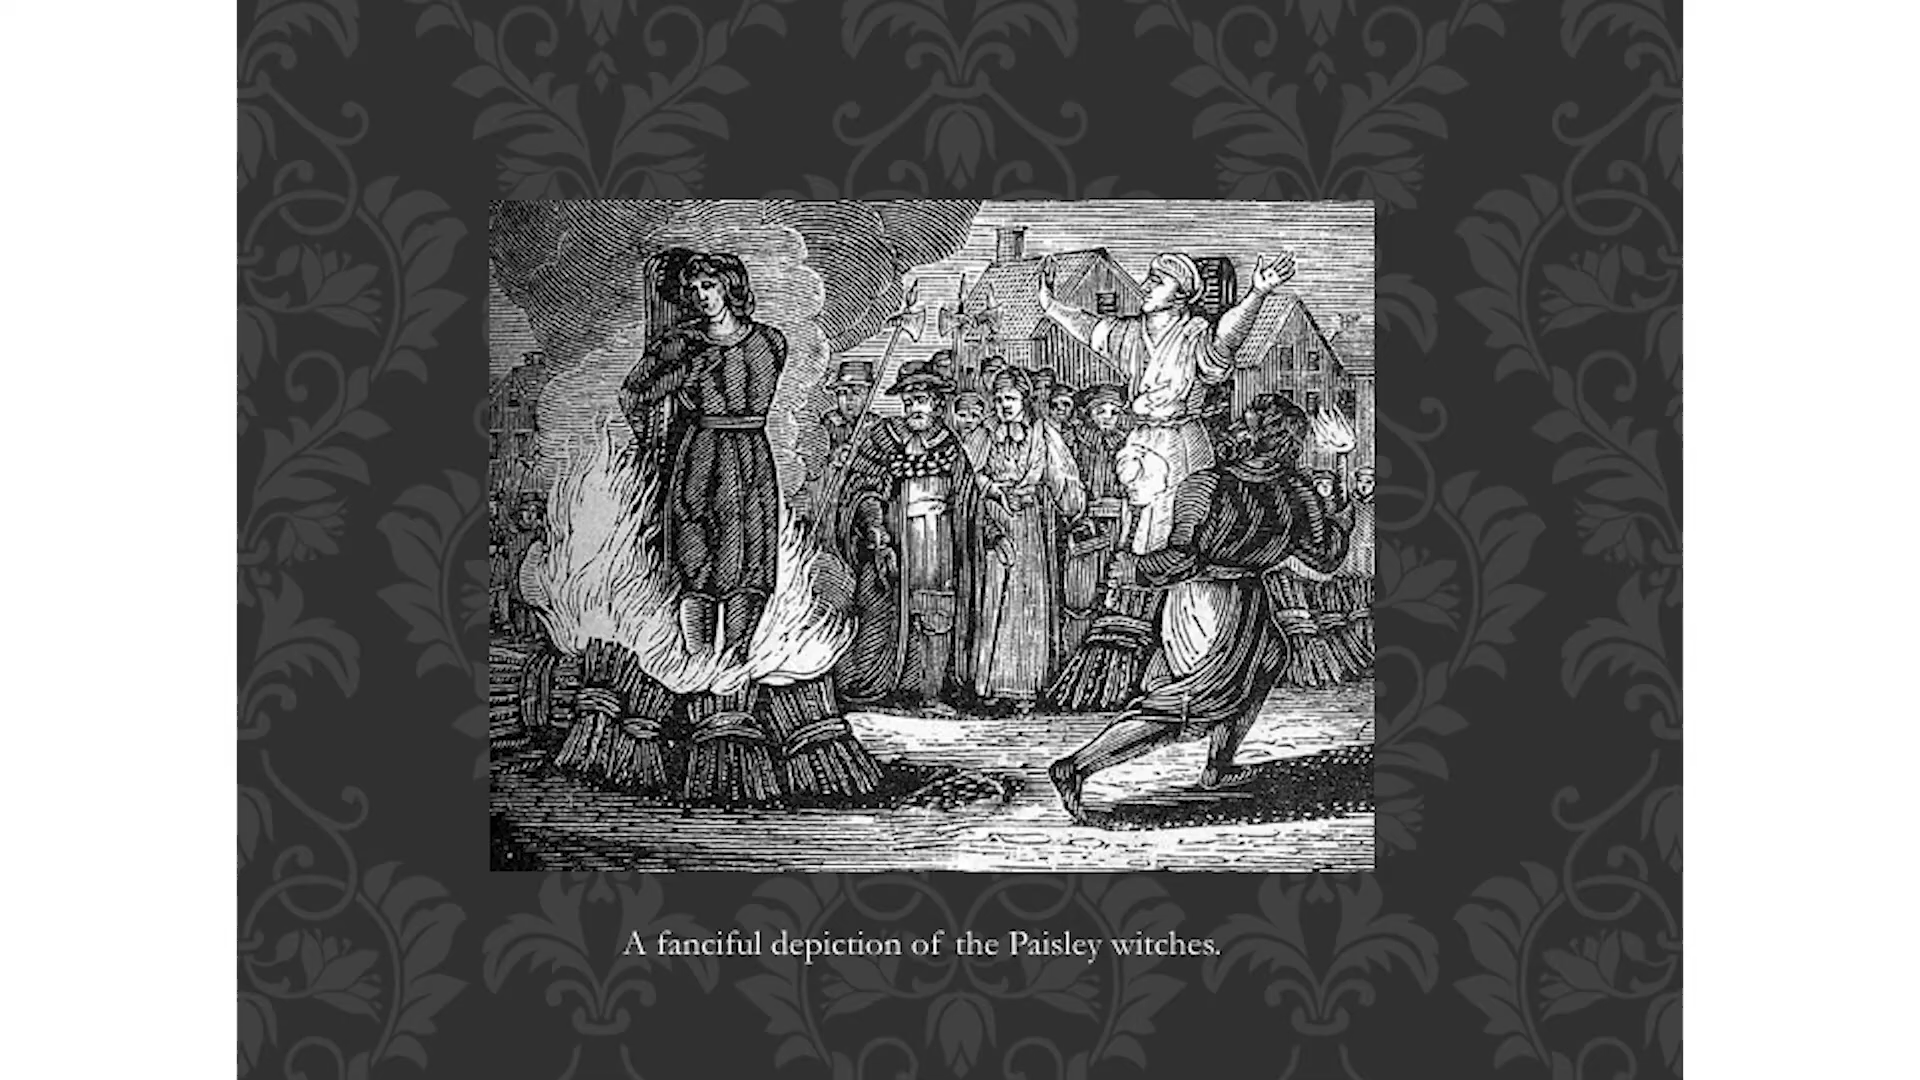 A fanciful depiction of the Paisley witches.